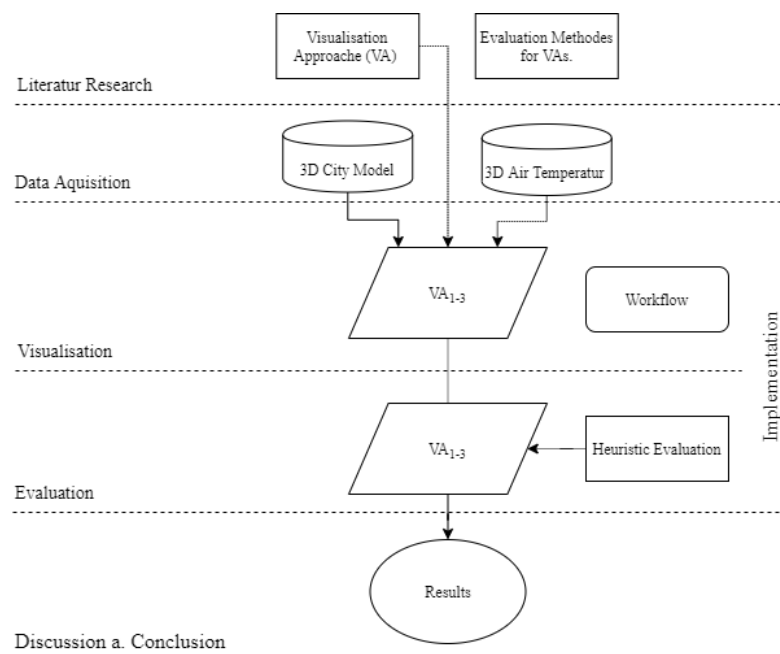 Visualisation
Approache (VA)
Evaluation Methodes
for VAs.
Literatur Research
3D City Model
3D Air Temperatur
Data Aquisition
VA1-3
Workflow
Visualisation
Implementation
VA1-3
Heuristic Evaluation
Evaluation
Results
Discussion a. Conclusion